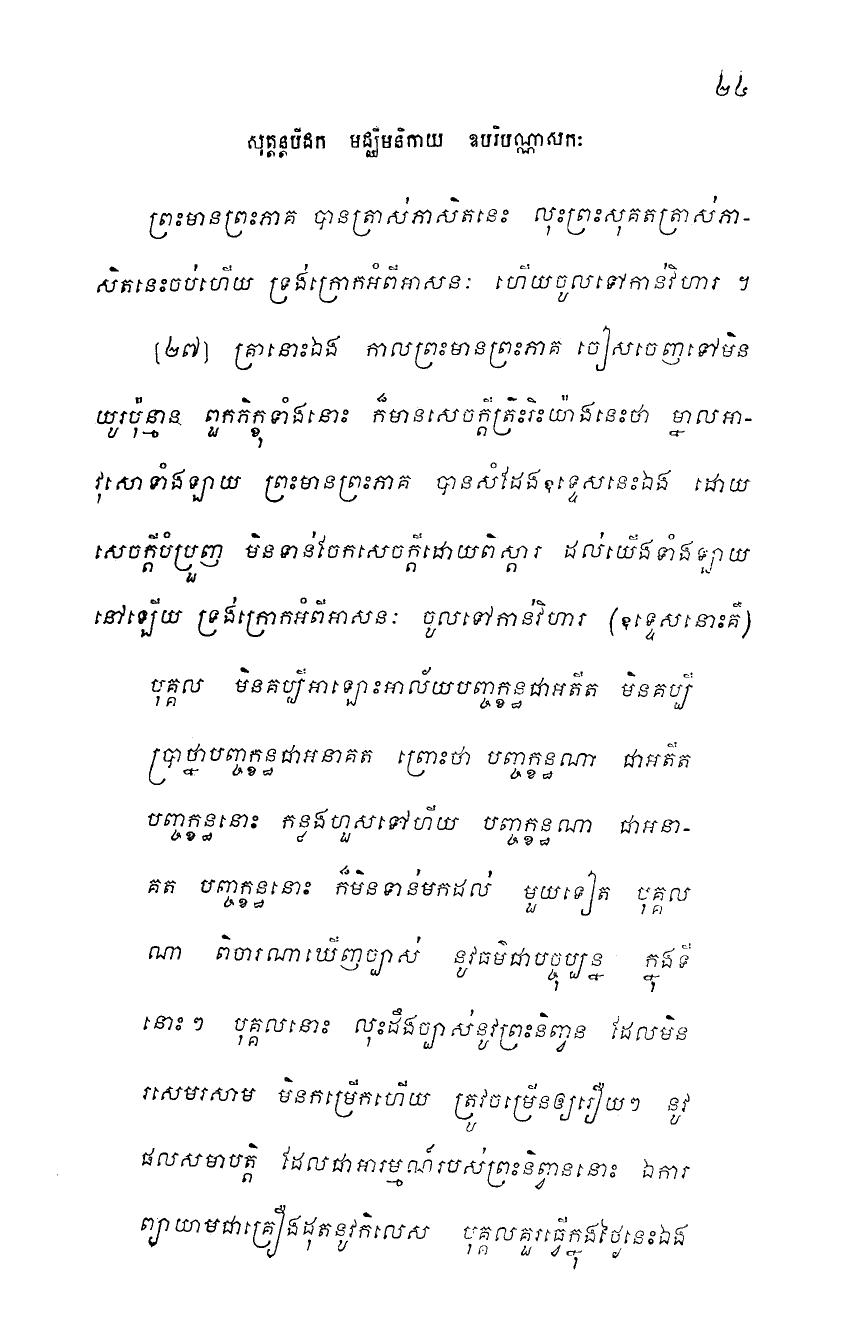 ២៤
សុត្តន្តបិដក មជ្ឈិមនិកាយ ឧបរិបណ្ណាសកៈ
ព្រះមានព្រះភាគ បានត្រាស់ភាសិតនេះ លុះព្រះសុគតត្រាស់ភា-
សិតនេះចប់ហើយ ទ្រង់ក្រោកអំពីអាសនៈ ហើយចូលទៅកាន់វិហារ ។
[២៧] គ្រានោះឯង កាលព្រះមានព្រះភាគ ចៀសចេញទៅមិន
យូរប៉ុន្មាន ពួកភិក្ខុទាំងនោះ ក៏មានសេចក្តីត្រិះរិះយ៉ាងនេះថា ម្នាលអា-
វុសោទាំងឡាយ ព្រះមានព្រះភាគ បានសំដែងឧទ្ទេសនេះឯង ដោយ
សេចក្តីបំប្រួញ មិនទាន់ចែកសេចក្តីដោយពិស្តារ ដល់យើងទាំងឡាយ
នៅឡើយ ទ្រង់ក្រោកអំពីអាសនៈ ចូលទៅកាន់វិហារ (ឧទ្ទេសនោះគឺ)
បុគ្គល មិនគប្បីអាឡោះអាល័យបញ្ចក្ខន្ធជាអតីត មិនគប្បី
ប្រាថ្នាបញ្ចក្ខន្ធជាអនាគត ព្រោះថា បញ្ចក្ខន្ធណា ជាអតីត
បញ្ចក្ខន្ធនោះ កន្លងហួសទៅហើយ បញ្ចក្ខន្ធណា ជាអនា-
គត បញ្ចក្ខន្ធនោះ ក៏មិនទាន់មកដល់ មួយទៀត បុគ្គល
ណា ពិចារណាឃើញច្បាស់ នូវធម៌ជាបច្ចុប្បន្ន ក្នុងទី
នោះៗ បុគ្គលនោះ លុះដឹងច្បាស់នូវព្រះនិព្វាន ដែលមិន
រសេមរសាម មិនកម្រើកហើយ ត្រូវចម្រើនឲ្យរឿយៗ នូវ
ផលសមាបត្តិ ដែលជាអារម្មណ៍របស់ព្រះនិព្វាននោះ ឯការ
ព្យាយាមជាគ្រឿងដុតនូវកិលេស បុគ្គលគួរធ្វើក្នុងថ្ងៃនេះឯង